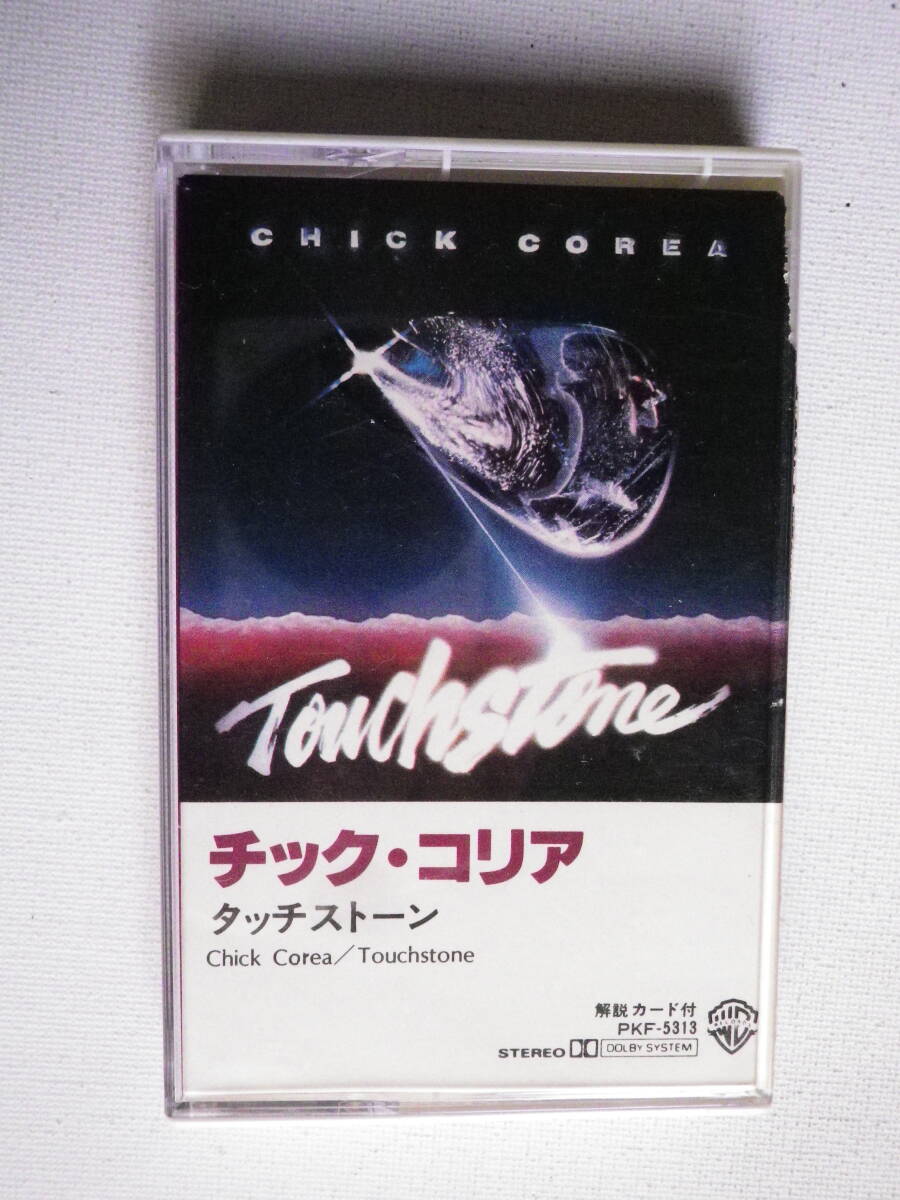 CHICK COREA
Touchstone
チック・コリア
タッチストーン
Chick Corea／Touchstone
解説カード付
PKF-5313
STEREO DOLBY SYSTEM